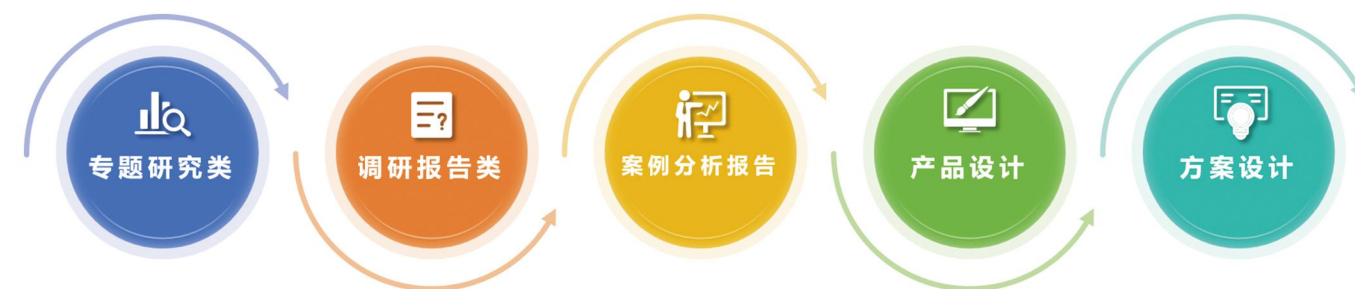 专题研究类
调研报告类
案例分析报告
产品设计
方案设计